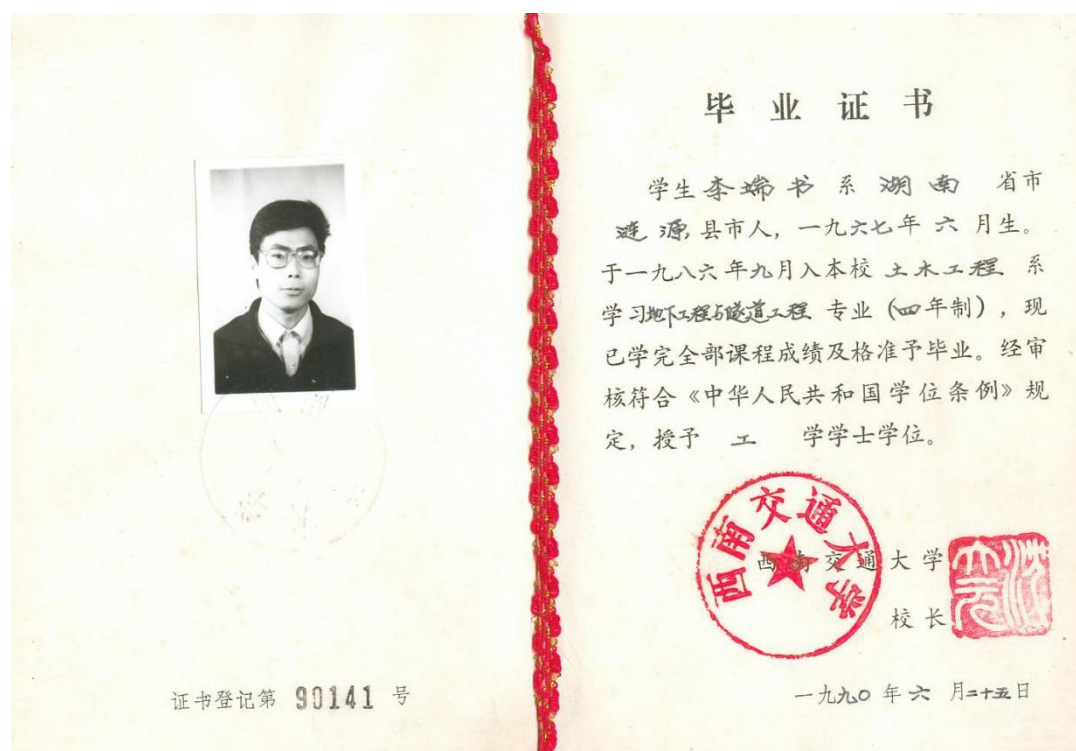 证书登记第 90141 号
毕业证书
学生李端书系湖南省市
涟源县市人，一九六七年六月生。
于一九八六年九月入本校土木工程系
学习地下工程与隧道工程专业（四年制），现
已学完全部课程成绩及格准予毕业。经审
核符合《中华人民共和国学位条例》规
定，授予 工 学学士学位。
西南交通大学
西南交通大学
校长
沈大元
一九九〇年六月二十五日